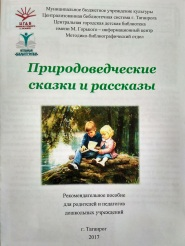 Муниципальное бюджетное учреждение культуры
Централизованная библиотечная система г. Таганрога
Центральная городская детская библиотека
имени М. Горького – информационный центр
Методико-библиографический отдел
Природоведческие
сказки и рассказы
Рекомендательное пособие
для родителей и педагогов
дошкольных учреждений
г. Таганрог
2013